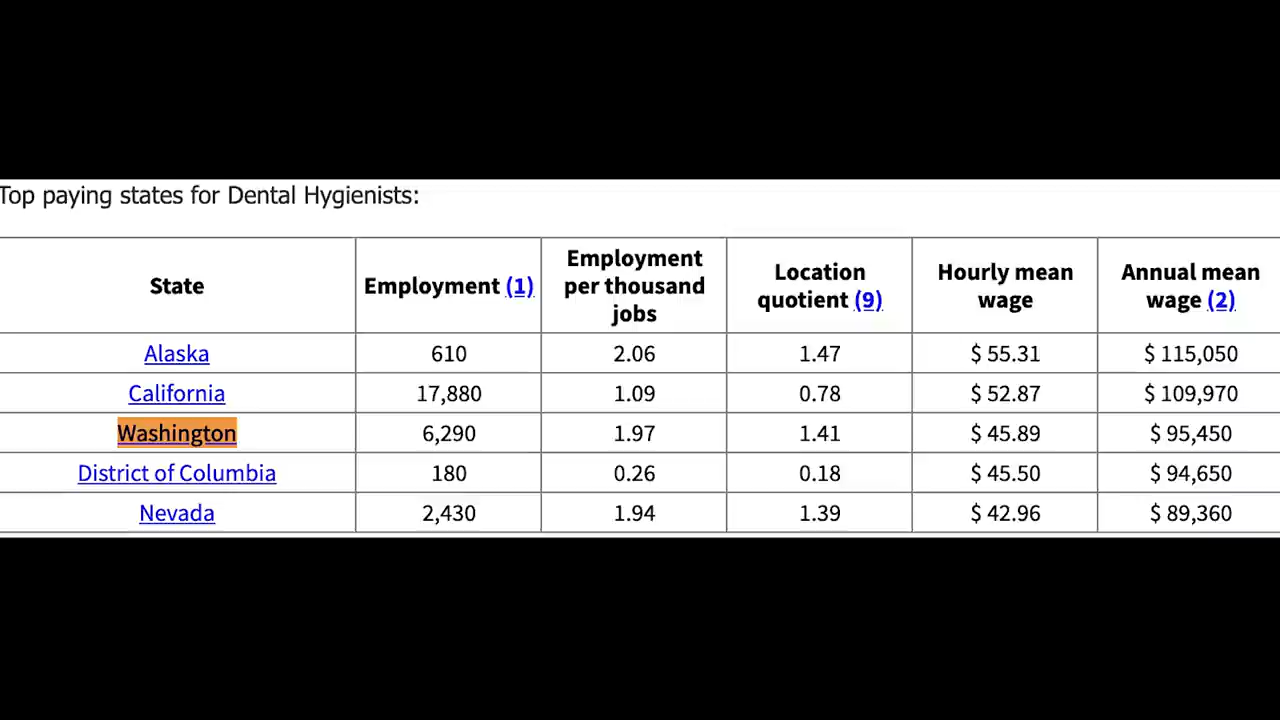 Top paying states for Dental Hygienists:
State Employment (1) Employment per thousand jobs Location quotient (9) Hourly mean wage Annual mean wage (2)
Alaska 610 2.06 1.47 $ 55.31 $ 115,050
California 17,880 1.09 0.78 $ 52.87 $ 109,970
Washington 6,290 1.97 1.41 $ 45.89 $ 95,450
District of Columbia 180 0.26 0.18 $ 45.50 $ 94,650
Nevada 2,430 1.94 1.39 $ 42.96 $ 89,360